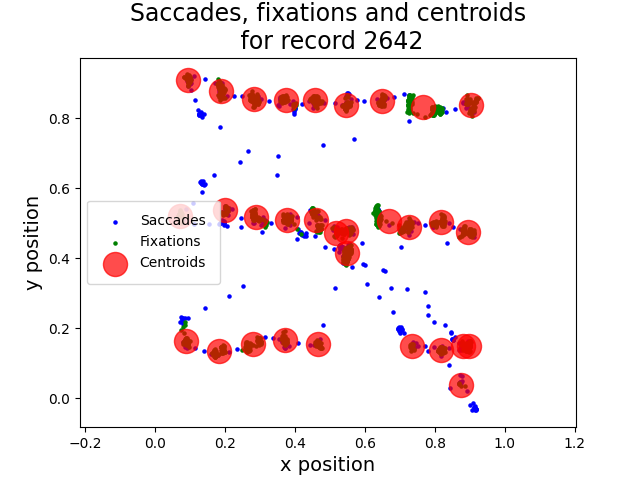 Saccades, fixations and centroids
for record 2642
y position
0.8
0.6
0.4
0.2
0.0
Saccades
Fixations
Centroids
−0.2
0.0
0.2
0.4
0.6
0.8
1.0
1.2
x position